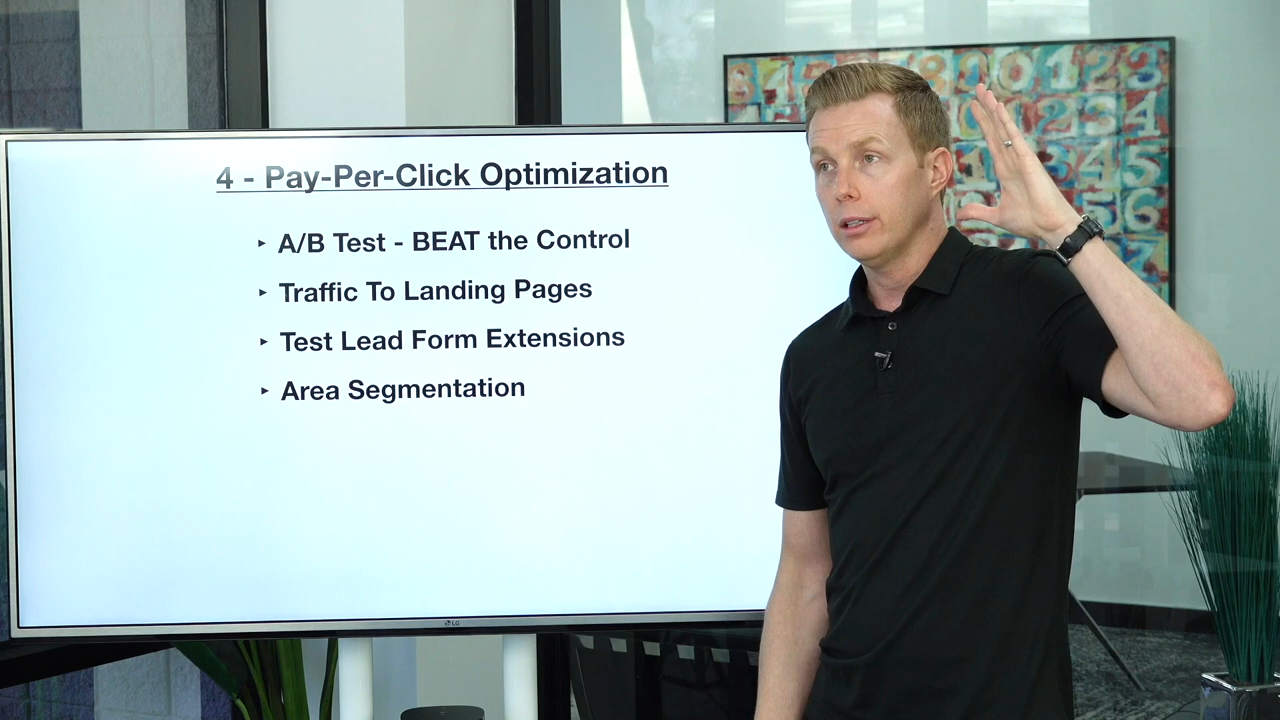 4 - Pay-Per-Click Optimization
‣ A/B Test - BEAT the Control
‣ Traffic To Landing Pages
‣ Test Lead Form Extensions
‣ Area Segmentation
LG